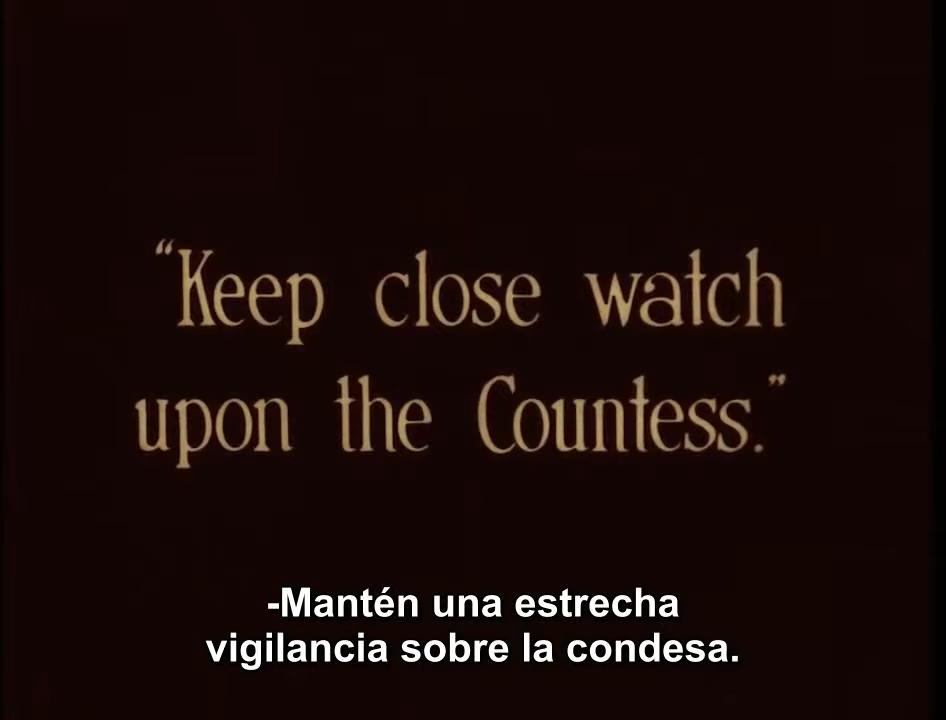 “Keep close watch
upon the Countess.”
-Mantén una estrecha
vigilancia sobre la condesa.